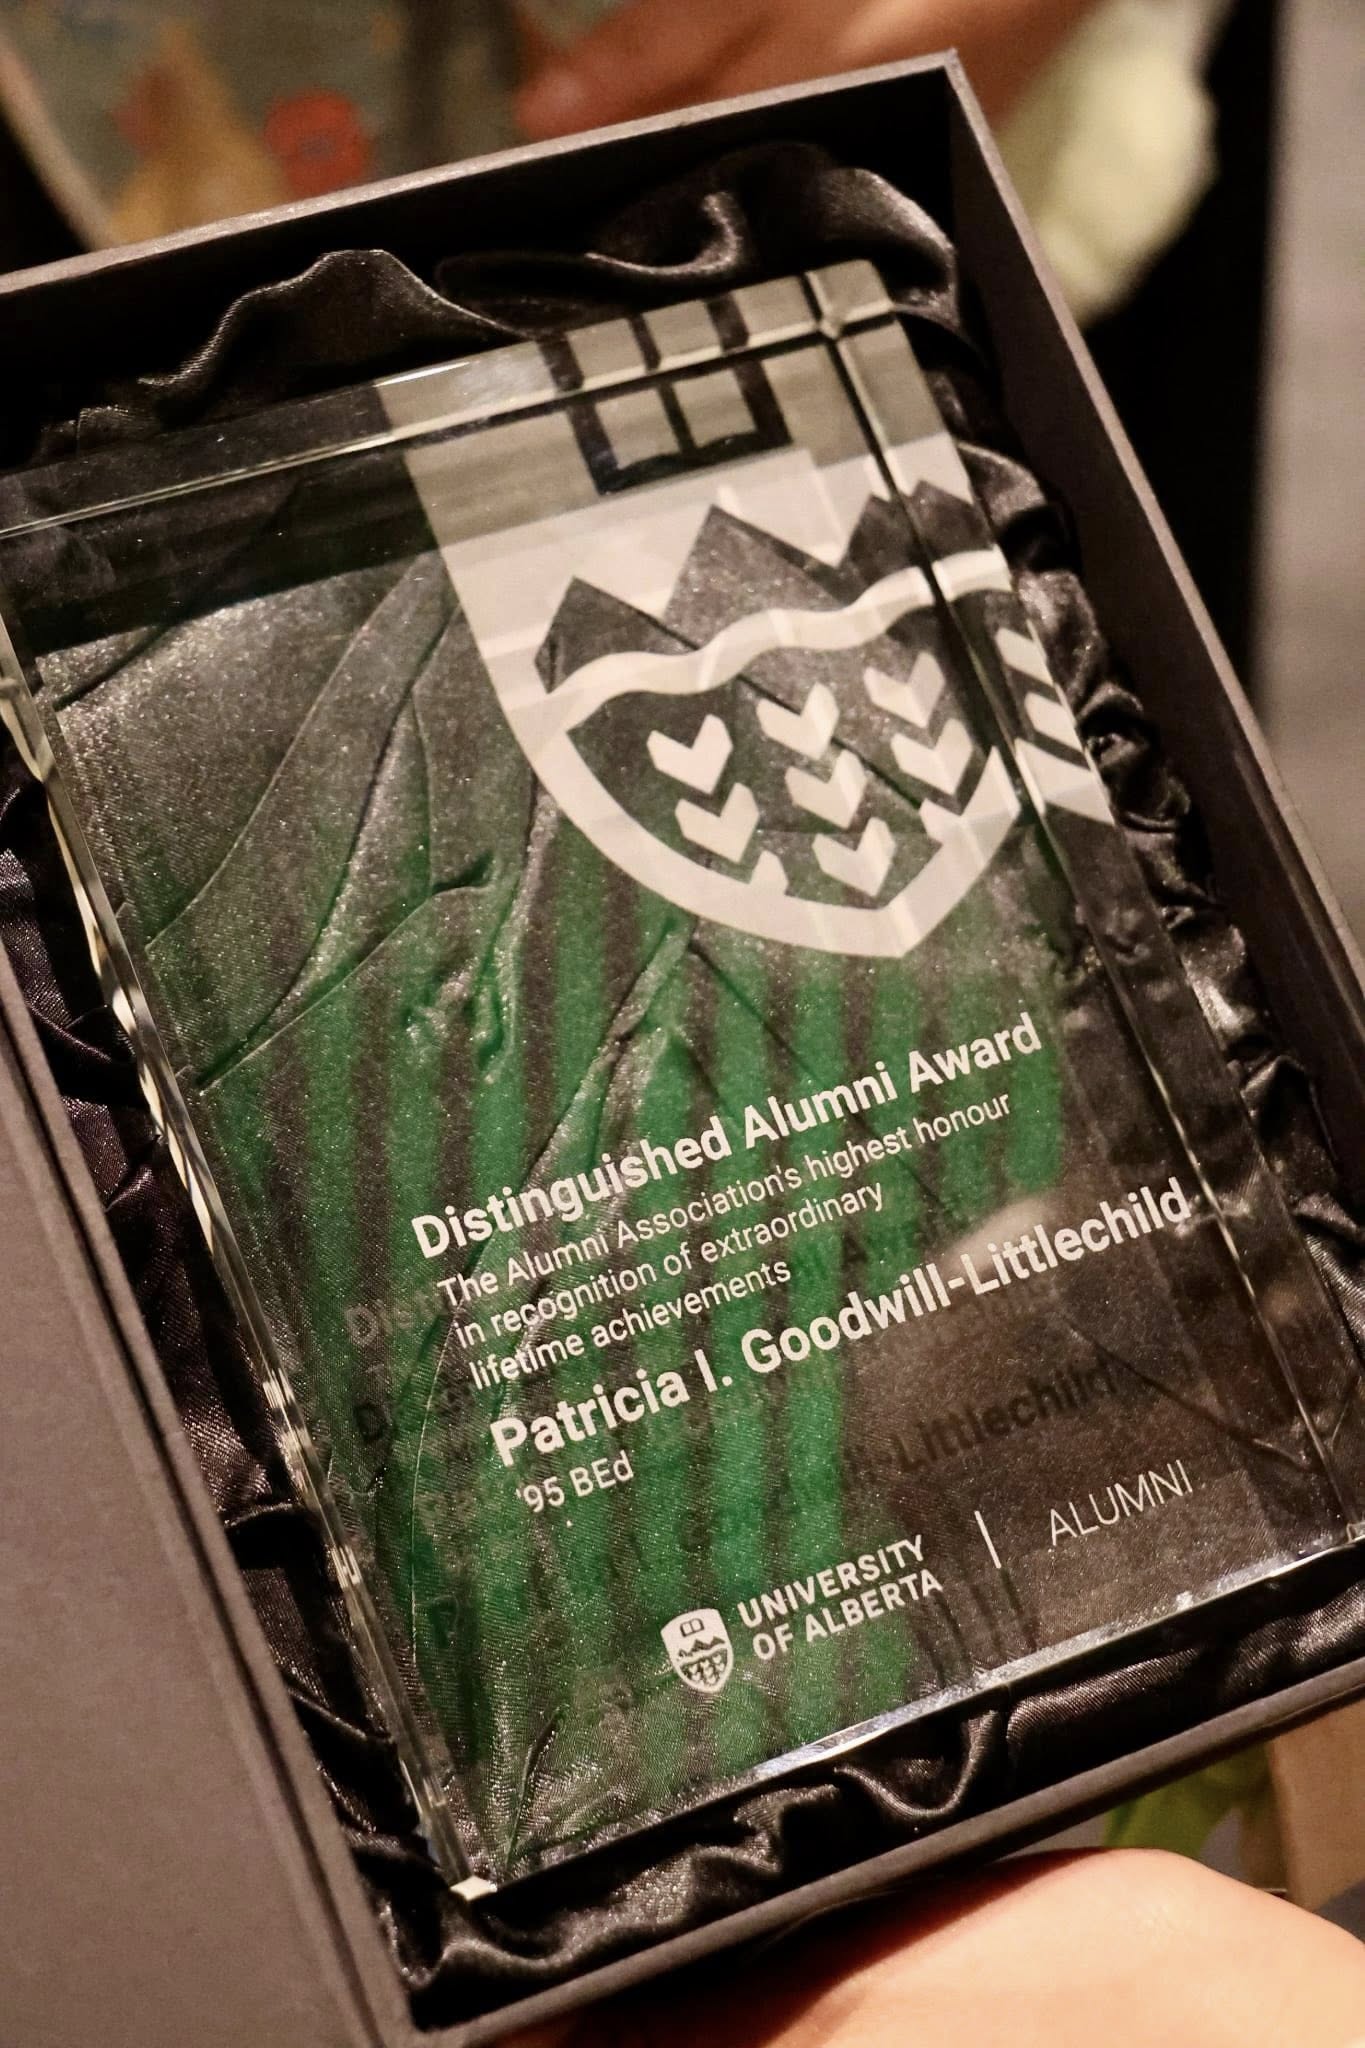 Distinguished Alumni Award
The Alumni Association's highest honour
in recognition of extraordinary
lifetime achievements
Patricia I. Goodwill-Littlechild
'95 BEd
UNIVERSITY
OF ALBERTA
ALUMNI